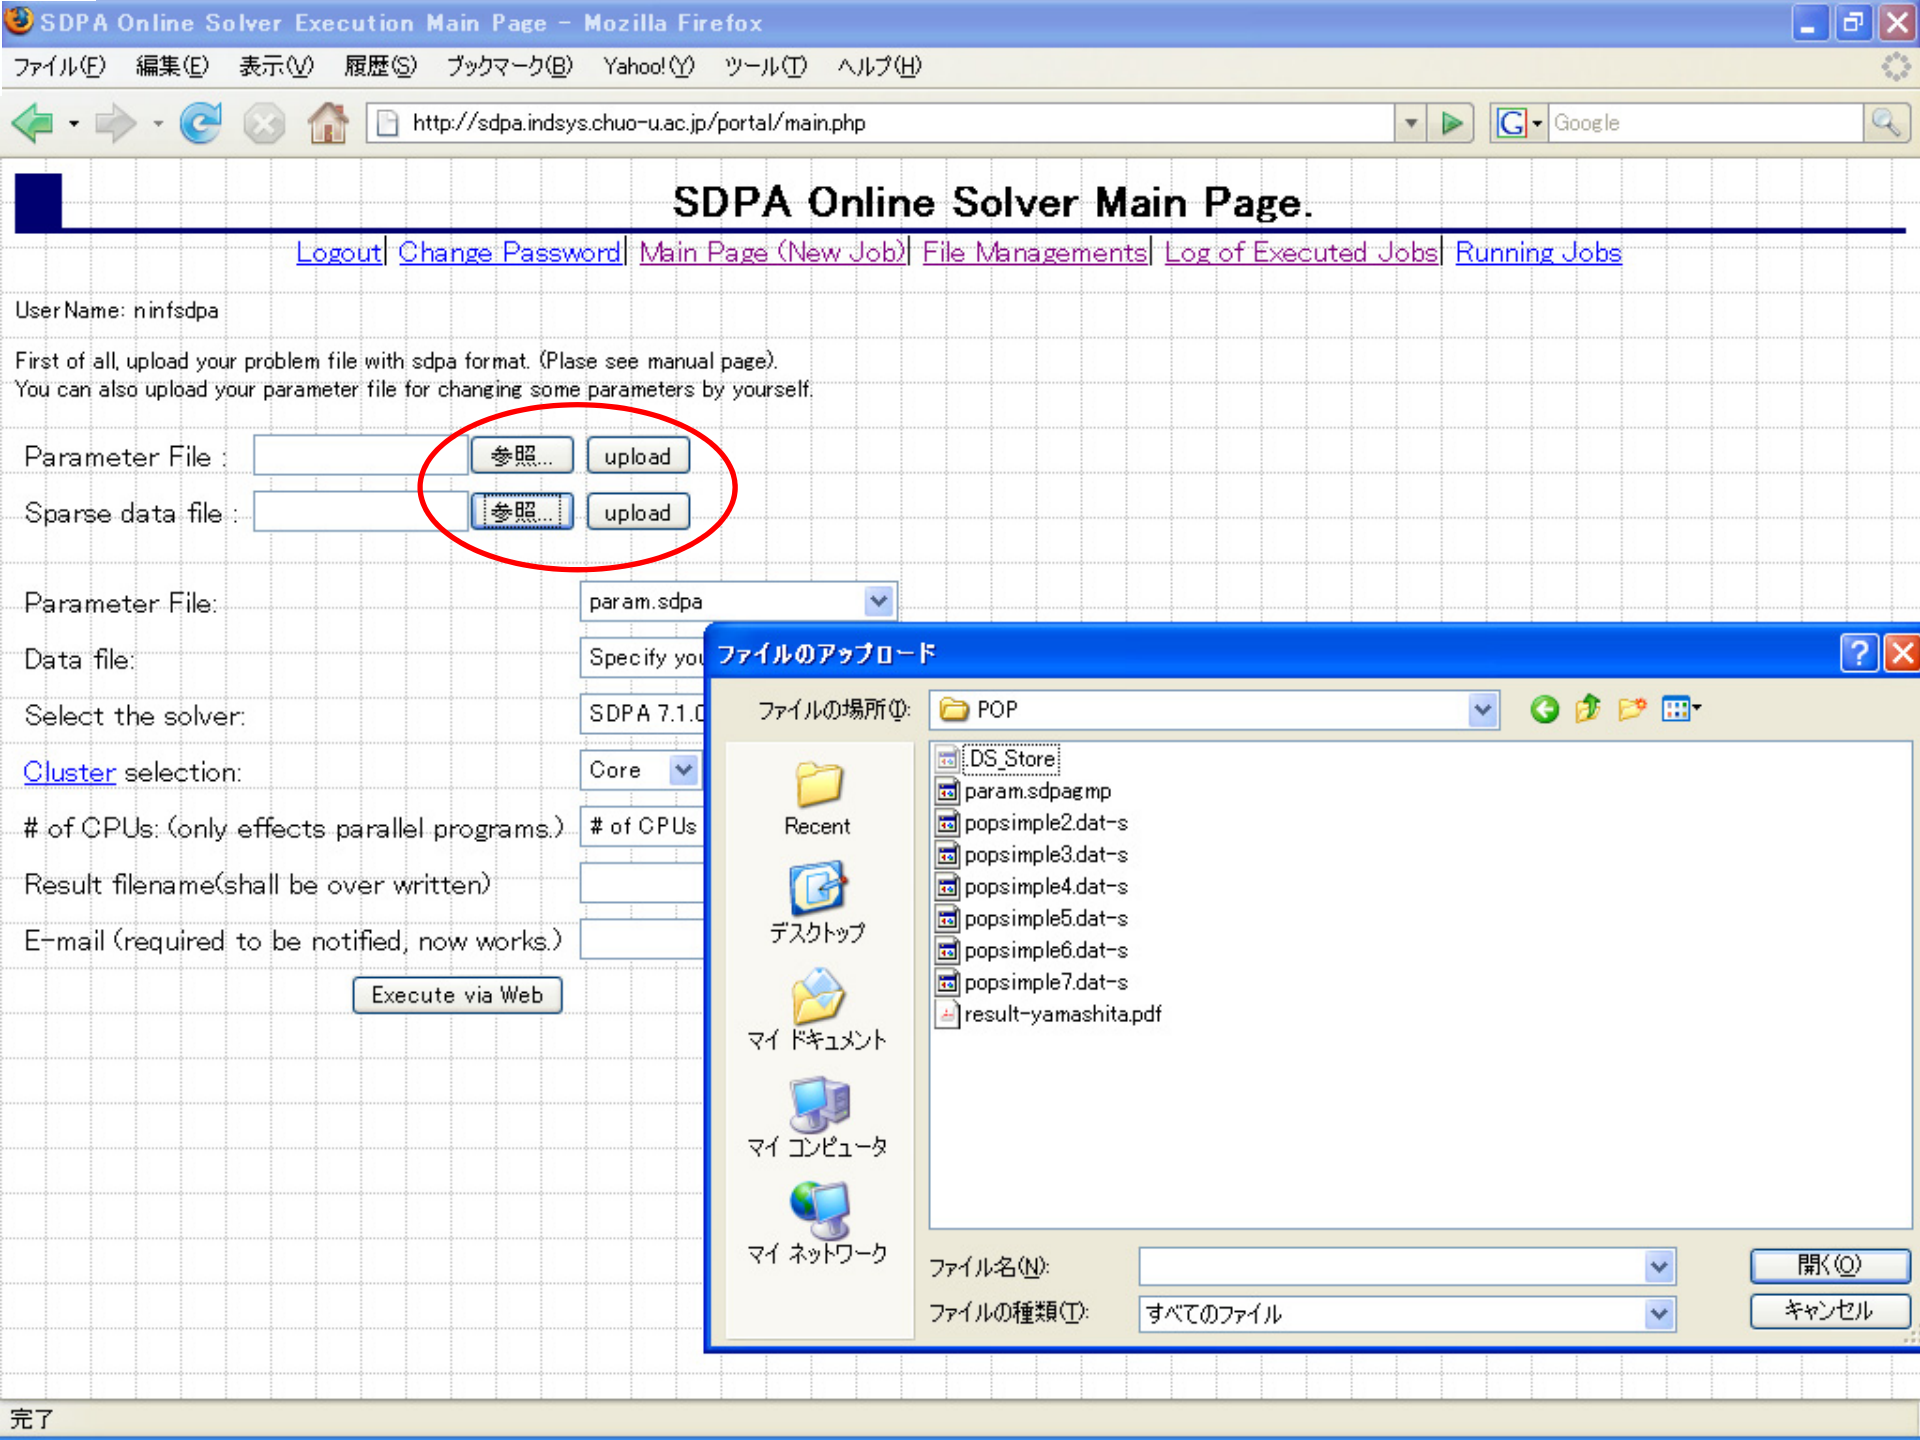 SDPA Online Solver Execution Main Page - Mozilla Firefox
ファイル(F) 編集(E) 表示(V) 履歴(S) ブックマーク(B) Yahoo!(Y) ツール(T) ヘルプ(H)
http://sdpa.indsys.chuo-u.ac.jp/portal/main.php
G Google
SDPA Online Solver Main Page.
Logout| Change Password| Main Page (New Job)| File Managements| Log of Executed Jobs| Running Jobs
UserName: ninfsdpa
First of all, upload your problem file with sdpa format. (Plase see manual page).
You can also upload your parameter file for changing some parameters by yourself.
Parameter File : 参照... upload
Sparse data file : 参照... upload
Parameter File: param.sdpa
Data file: Specify you
Select the solver: SDPA 7.1.0
Cluster selection: Core
# of CPUs: (only effects parallel programs.) # of CPUs
Result filename(shall be over written)
E-mail (required to be notified, now works.)
Execute via Web
ファイルのアップロード
ファイルの場所(I): POP
Recent
デスクトップ
マイ ドキュメント
マイ コンピュータ
マイ ネットワーク
.DS_Store
param.sdpagmp
popsimple2.dat-s
popsimple3.dat-s
popsimple4.dat-s
popsimple5.dat-s
popsimple6.dat-s
popsimple7.dat-s
result-yamashita.pdf
ファイル名(N): 開く(O)
ファイルの種類(T): すべてのファイル キャンセル
完了